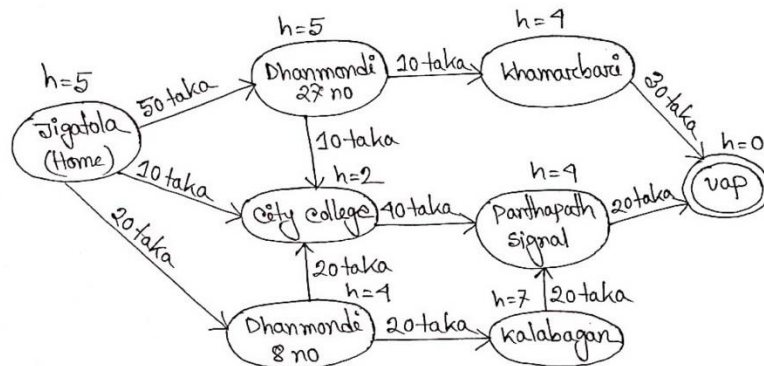 h=5
h=4
h=5
Dhanmondi
27 no
10 taka
Khamarbari
50 taka
30 taka
Jigatola
(Home)
10 taka
h=0
h=2
h=4
10 taka
City College
40 taka
Panthapath
Signal
20 taka
vap
20 taka
20 taka
h=4
h=7
20 taka
Dhanmondi
8 no
20 taka
Kalabagan